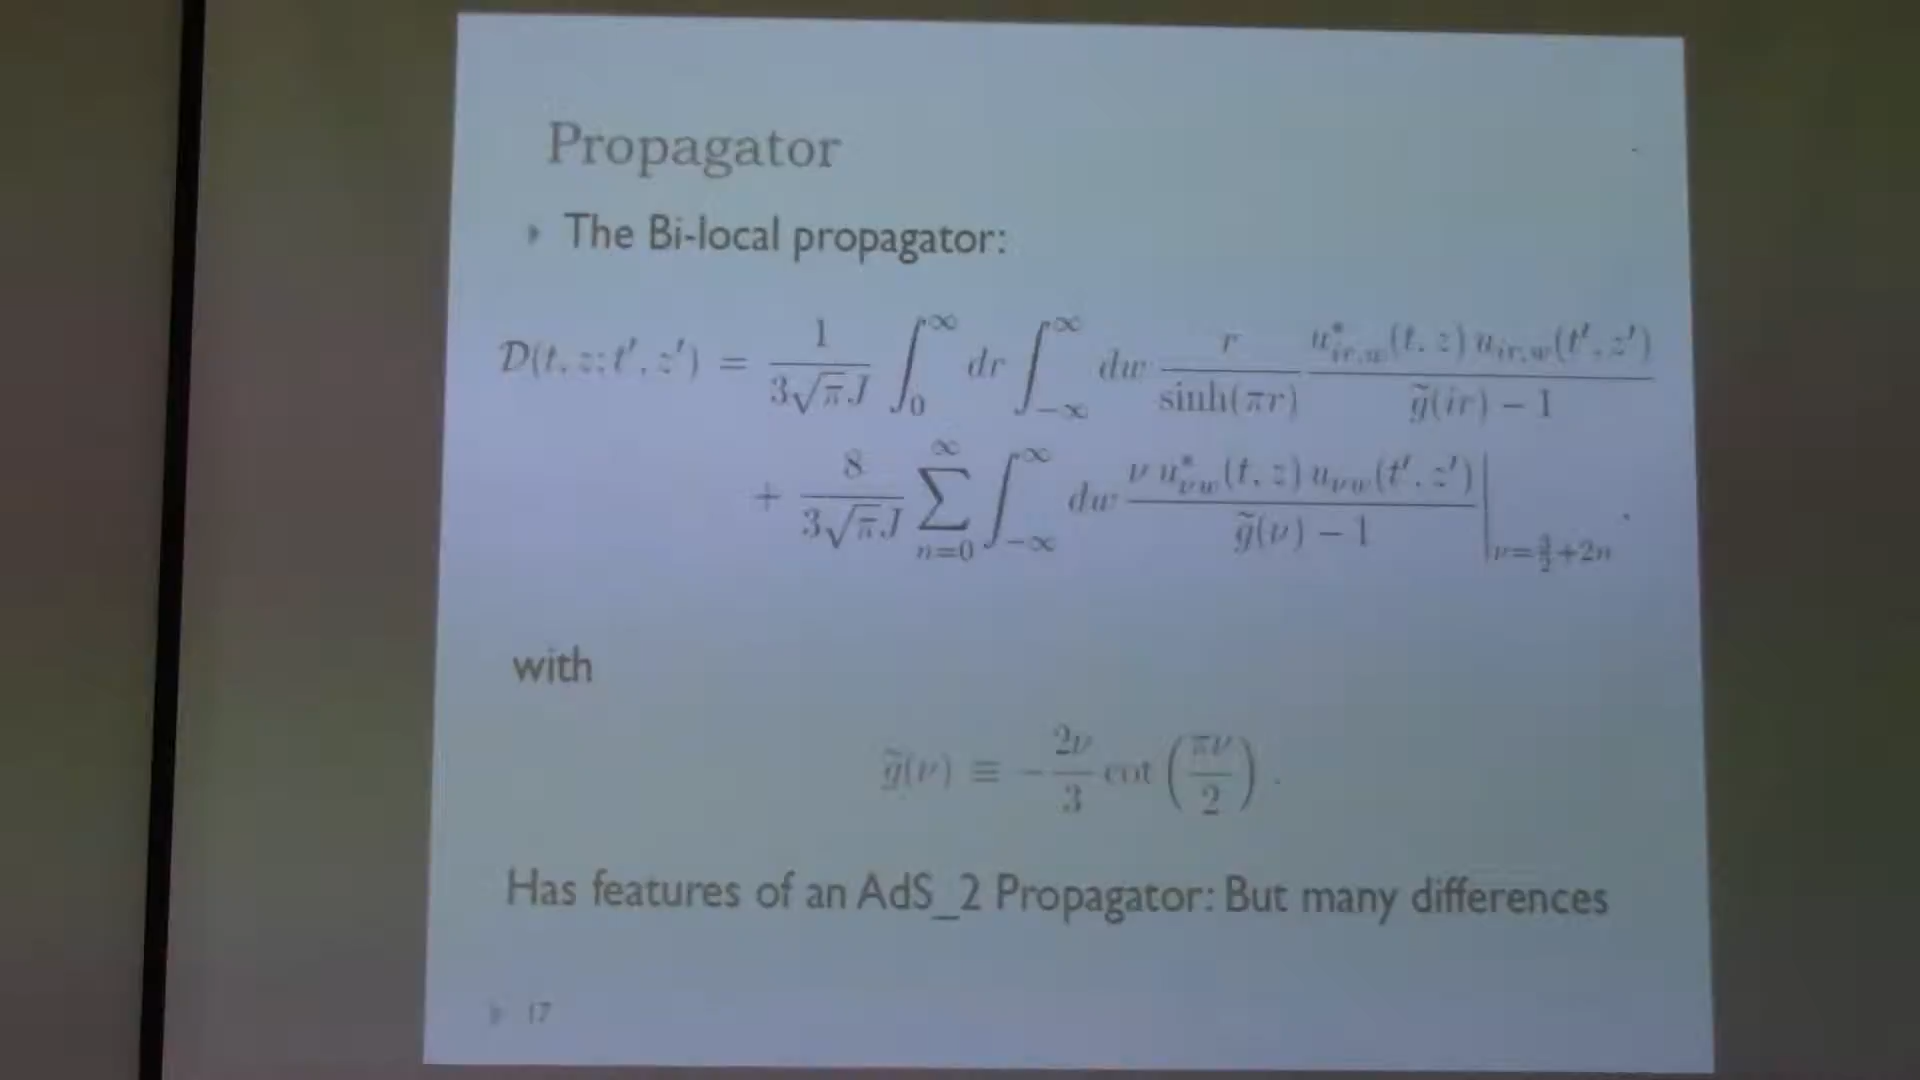 Propagator
The Bi-local propagator:
D(t, z; t′, z′) = 1/(3√π J) ∫₀^∞ dr ∫_{−∞}^{∞} dw r/sinh(πr) u*_{ir,w}(t, z) u_{ir,w}(t′, z′)/(g̃(ir) − 1)
+ 8/(3√π J) ∑_{n=0}^{∞} ∫_{−∞}^{∞} dw ν u*_{νw}(t, z) u_{νw}(t′, z′)/(g̃(ν) − 1) |_{ν=3/2+2n} .
with
g̃(ν) ≡ − 2ν/3 cot(πν/2) .
Has features of an AdS_2 Propagator: But many differences
17